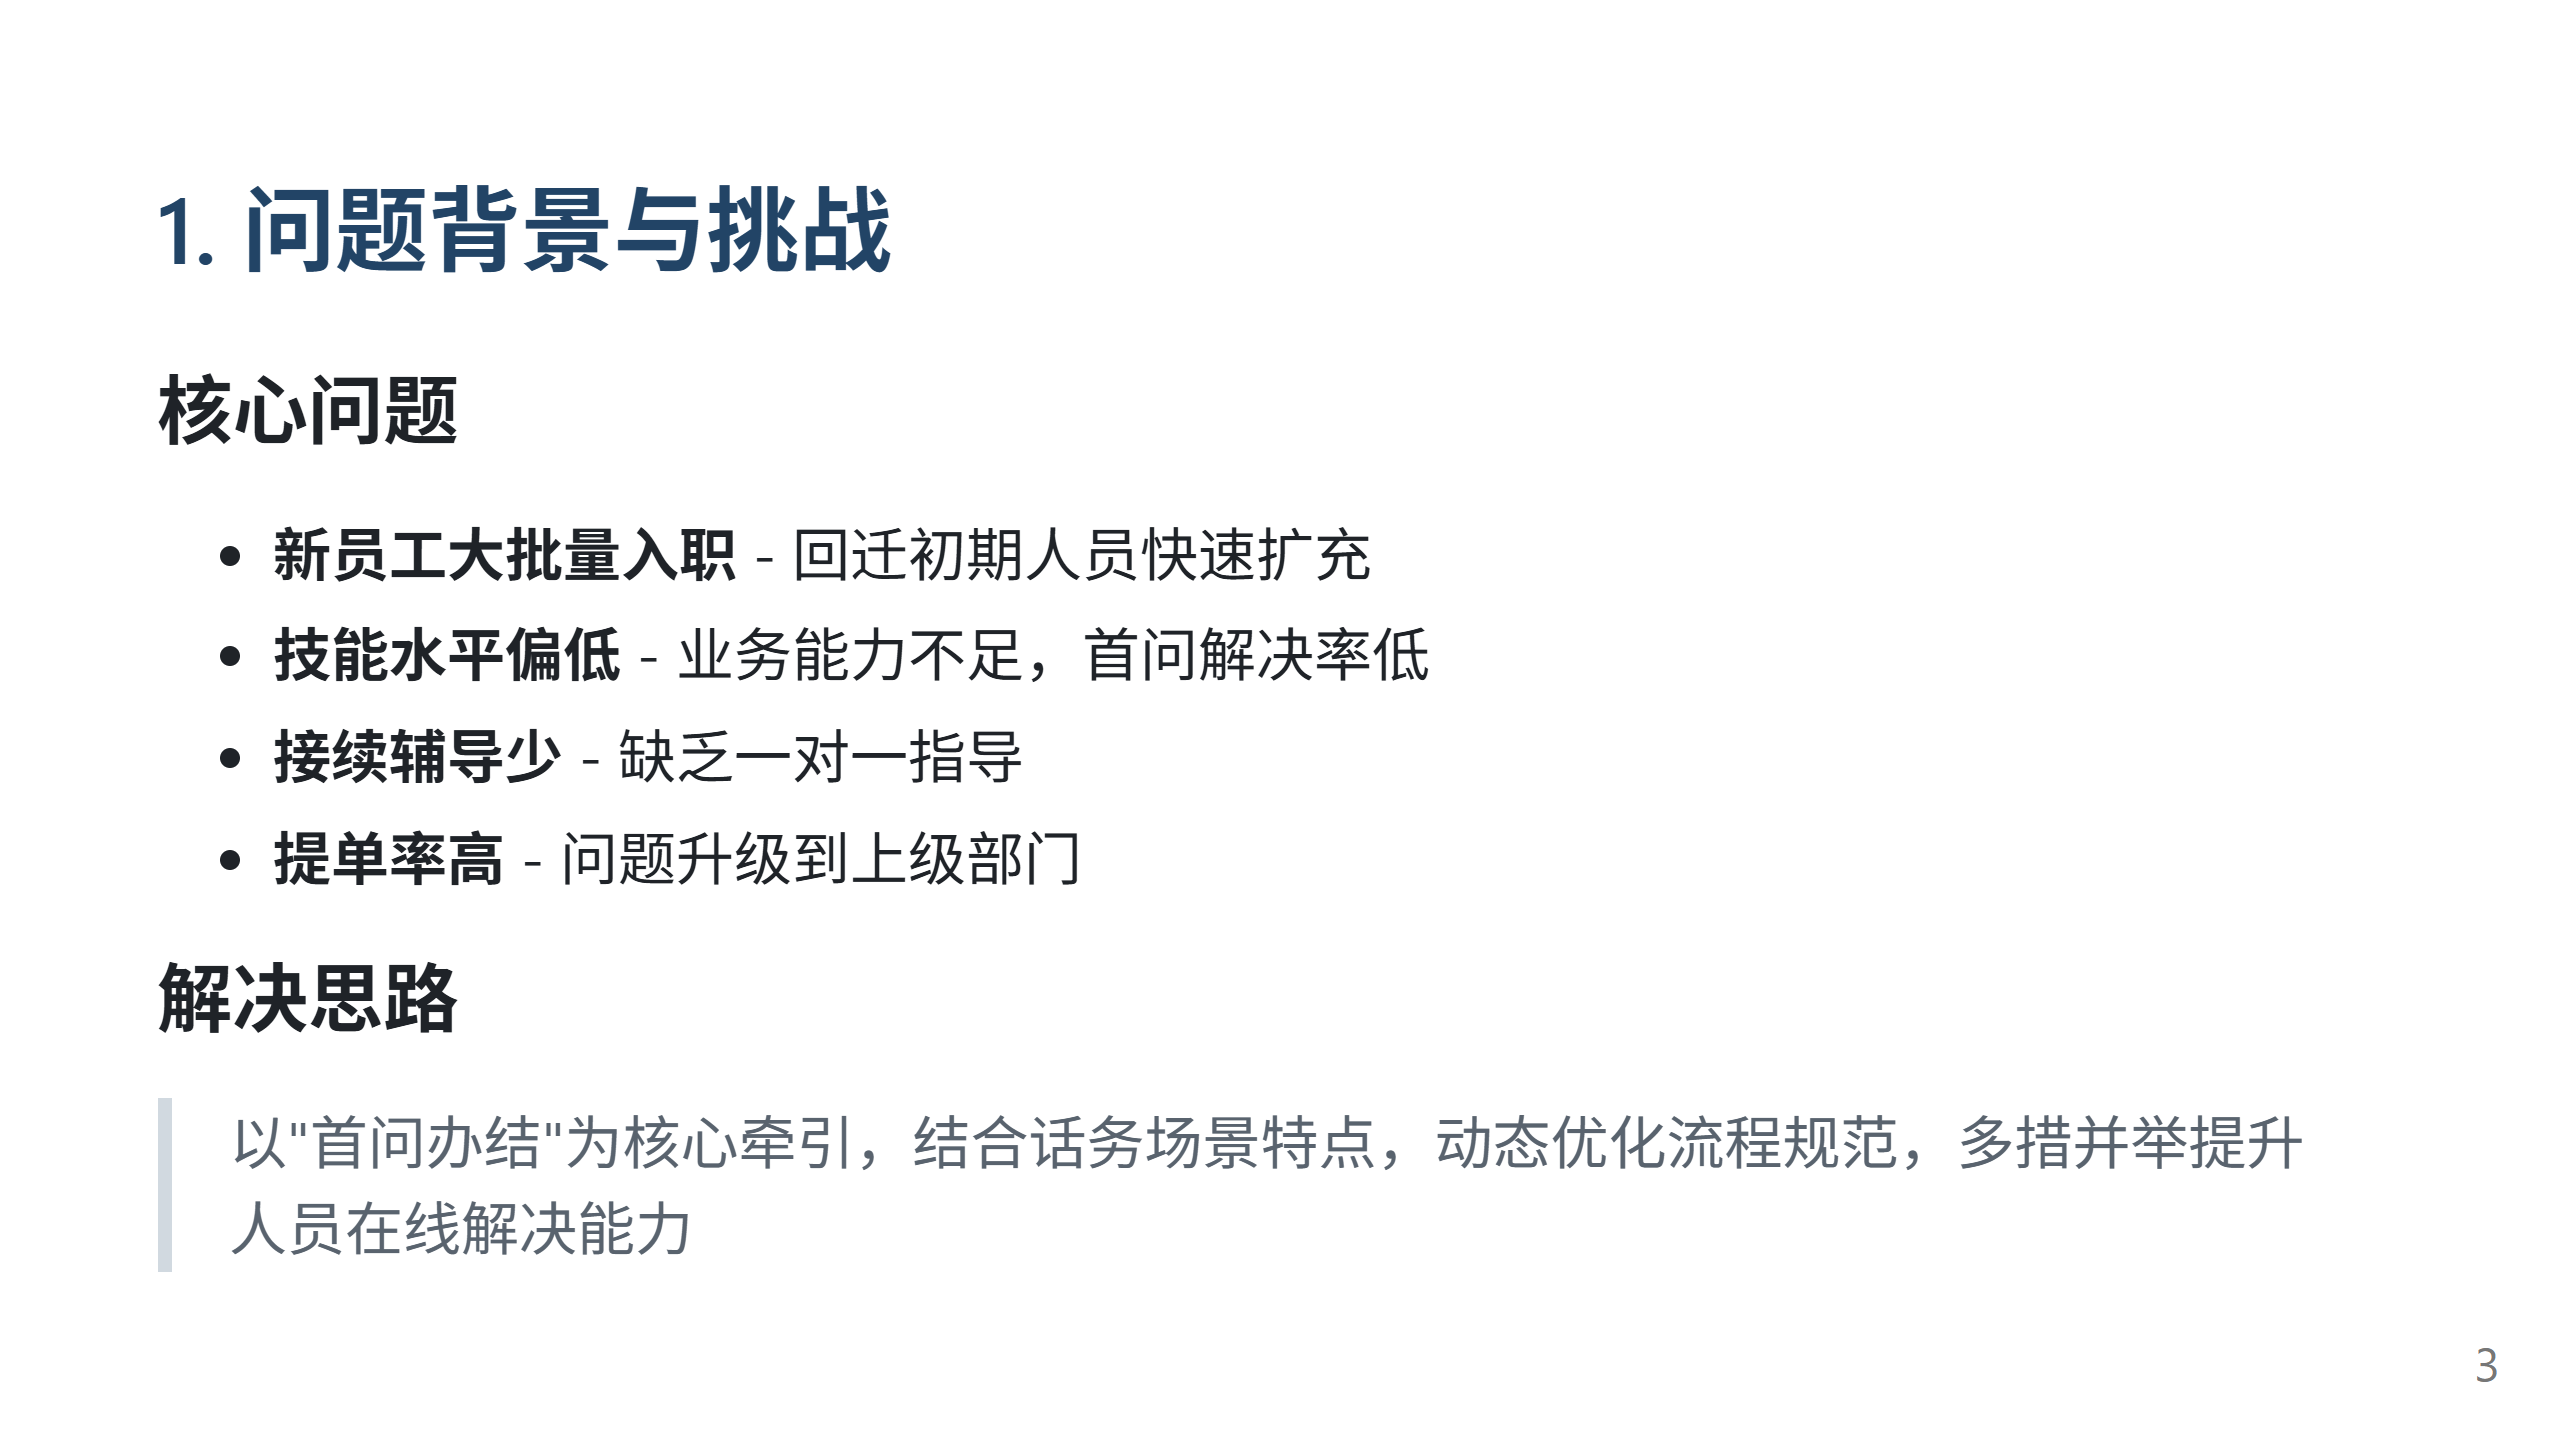 1. 问题背景与挑战
核心问题
• 新员工大批量入职 - 回迁初期人员快速扩充
• 技能水平偏低 - 业务能力不足，首问解决率低
• 接续辅导少 - 缺乏一对一指导
• 提单率高 - 问题升级到上级部门
解决思路
以"首问办结"为核心牵引，结合话务场景特点，动态优化流程规范，多措并举提升
人员在线解决能力
3